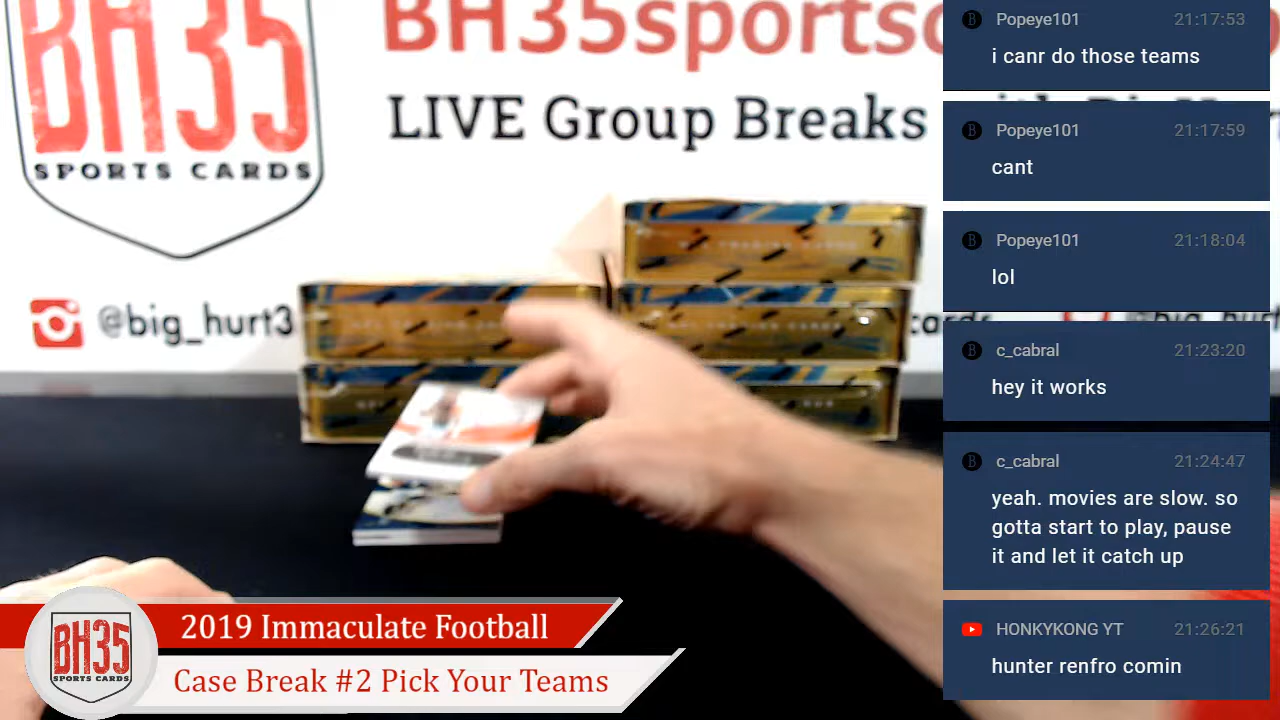 BH35
SPORTS CARDS
BH35sportsc
LIVE Group Breaks
@big_hurt3
cards
Popeye101 21:17:53
i canr do those teams
Popeye101 21:17:59
cant
Popeye101 21:18:04
lol
c_cabral 21:23:20
hey it works
c_cabral 21:24:47
yeah. movies are slow. so
gotta start to play, pause
it and let it catch up
HONKYKONG YT 21:26:21
hunter renfro comin
BH35
SPORTS CARDS
2019 Immaculate Football
Case Break #2 Pick Your Teams